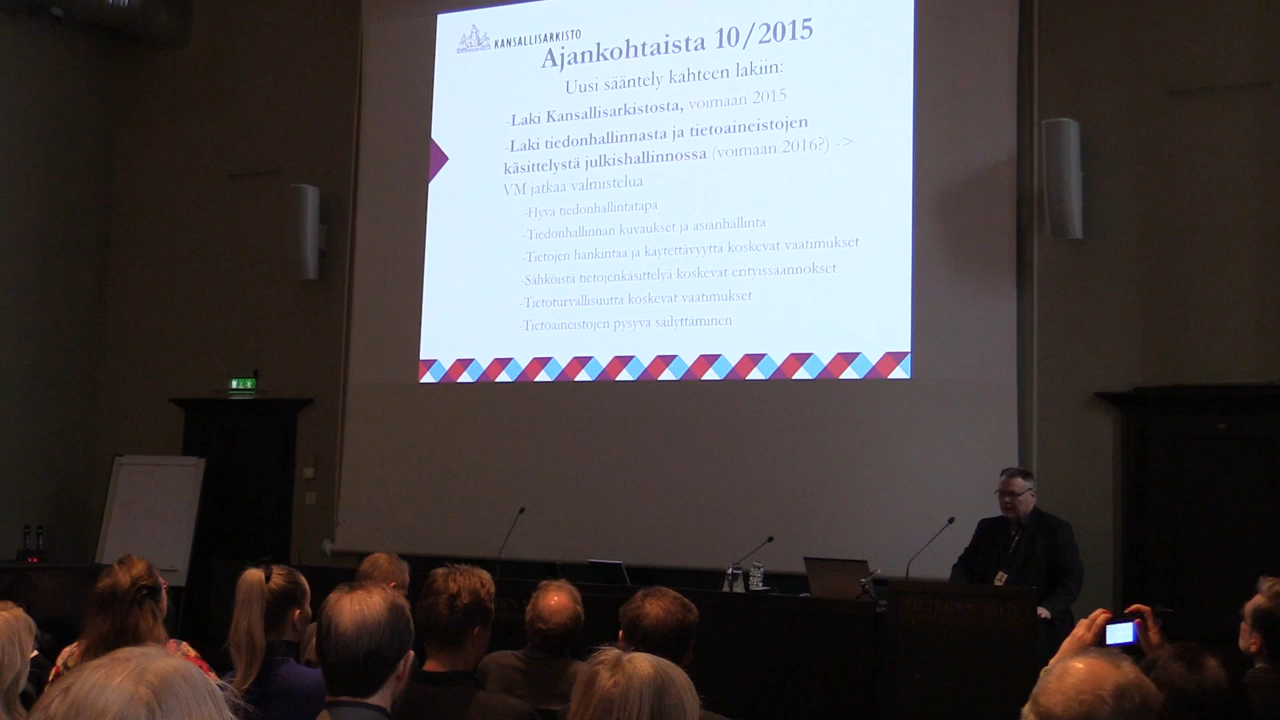 KANSALLISARKISTO
Ajankohtaista 10/2015
Uusi sääntely kahteen lakiin:
-Laki Kansallisarkistosta, voimaan 2015
-Laki tiedonhallinnasta ja tietoaineistojen
käsittelystä julkishallinnossa (voimaan 2016?) ->
VM jatkaa valmistelua
-Hyvä tiedonhallintatapa
-Tiedonhallinnan kuvaukset ja asianhallinta
-Tietojen hankintaa ja käytettävyyttä koskevat vaatimukset
-Sähköistä tietojenkäsittelyä koskevat erityissäännökset
-Tietoturvallisuutta koskevat vaatimukset
-Tietoaineistojen pysyvä säilyttäminen